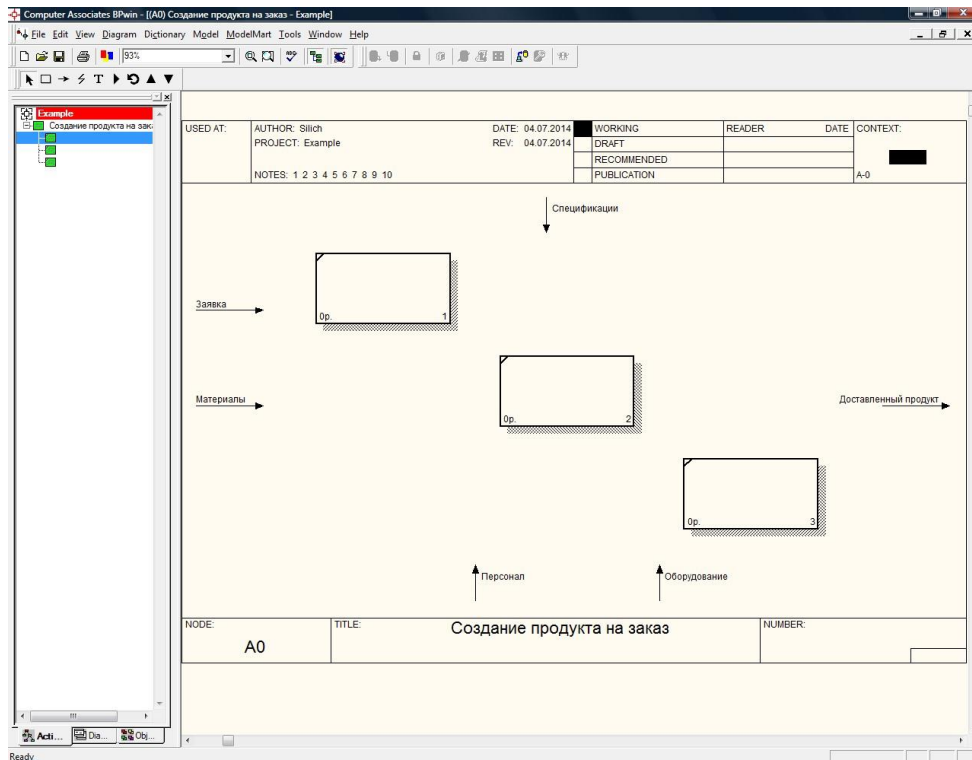 Computer Associates BPwin - [(A0) Создание продукта на заказ - Example]
File Edit View Diagram Dictionary Model ModelMart Tools Window Help
93%
Example
Создание продукта на зака
USED AT:
AUTHOR: Silich
DATE: 04.07.2014
PROJECT: Example
REV: 04.07.2014
NOTES: 1 2 3 4 5 6 7 8 9 10
WORKING
DRAFT
RECOMMENDED
PUBLICATION
READER DATE
CONTEXT:
A-0
Спецификации
Заявка
0р. 1
Материалы
0р. 2
Доставленный продукт
0р. 3
Персонал
Оборудование
NODE:
A0
TITLE:
Создание продукта на заказ
NUMBER:
Acti... Dia... Obj...
Ready